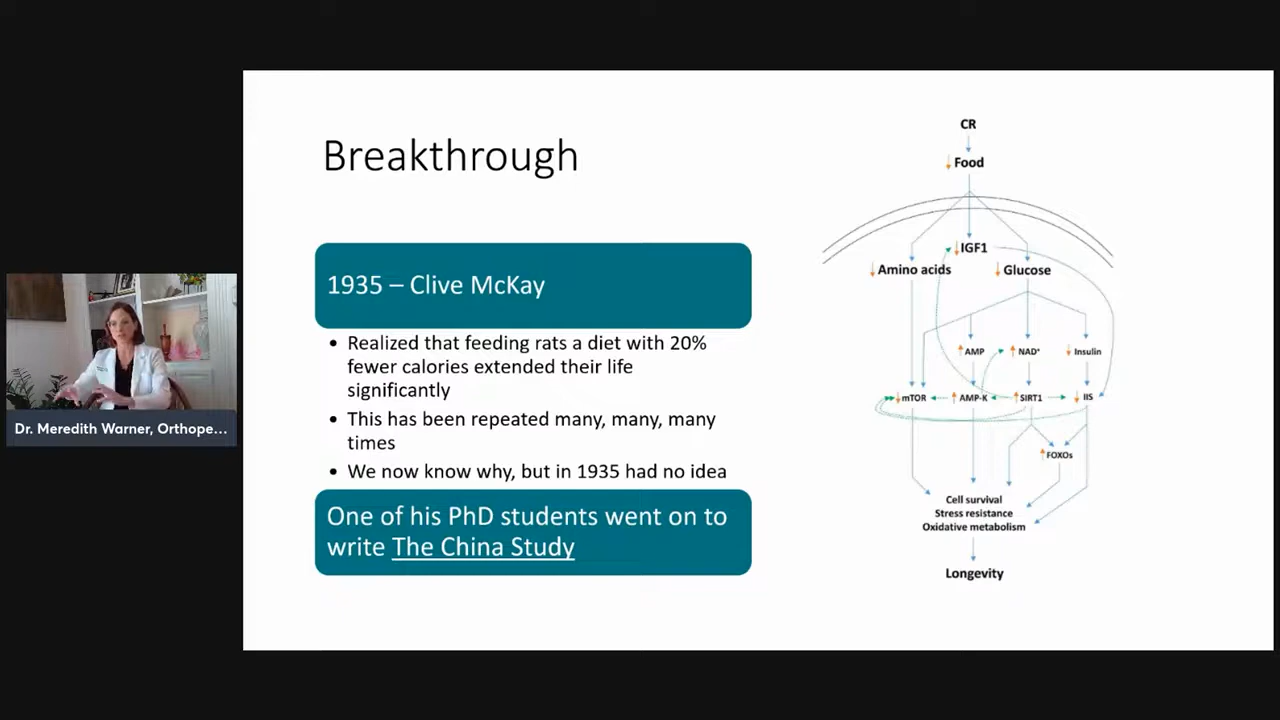 Breakthrough
1935 – Clive McKay
• Realized that feeding rats a diet with 20%
fewer calories extended their life
significantly
• This has been repeated many, many, many
times
• We now know why, but in 1935 had no idea
One of his PhD students went on to
write The China Study
CR
↓ Food
↓ IGF1
↓ Amino acids
↓ Glucose
↑ AMP
↑ NAD⁺
↓ Insulin
↓ mTOR
↑ AMP-K
↑ SIRT1
↓ IIS
↑ FOXOs
Cell survival
Stress resistance
Oxidative metabolism
Longevity
Dr. Meredith Warner, Orthope...